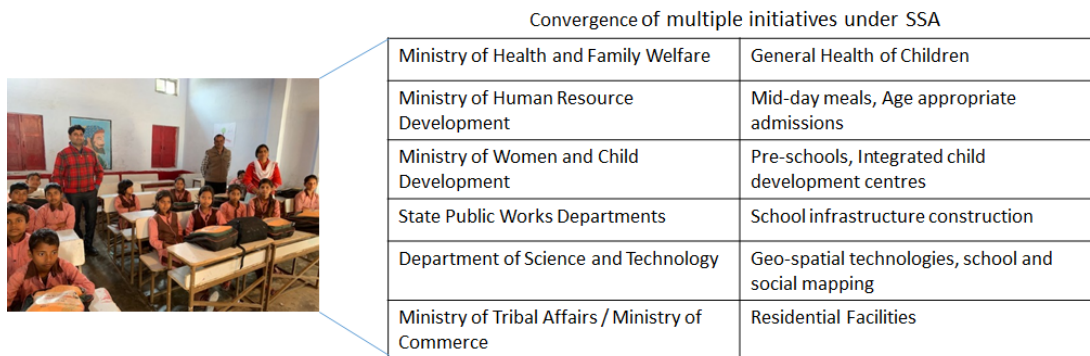 Convergence of multiple initiatives under SSA
Ministry of Health and Family Welfare
General Health of Children
Ministry of Human Resource
Development
Mid-day meals, Age appropriate
admissions
Ministry of Women and Child
Development
Pre-schools, Integrated child
development centres
State Public Works Departments
School infrastructure construction
Department of Science and Technology
Geo-spatial technologies, school and
social mapping
Ministry of Tribal Affairs / Ministry of
Commerce
Residential Facilities